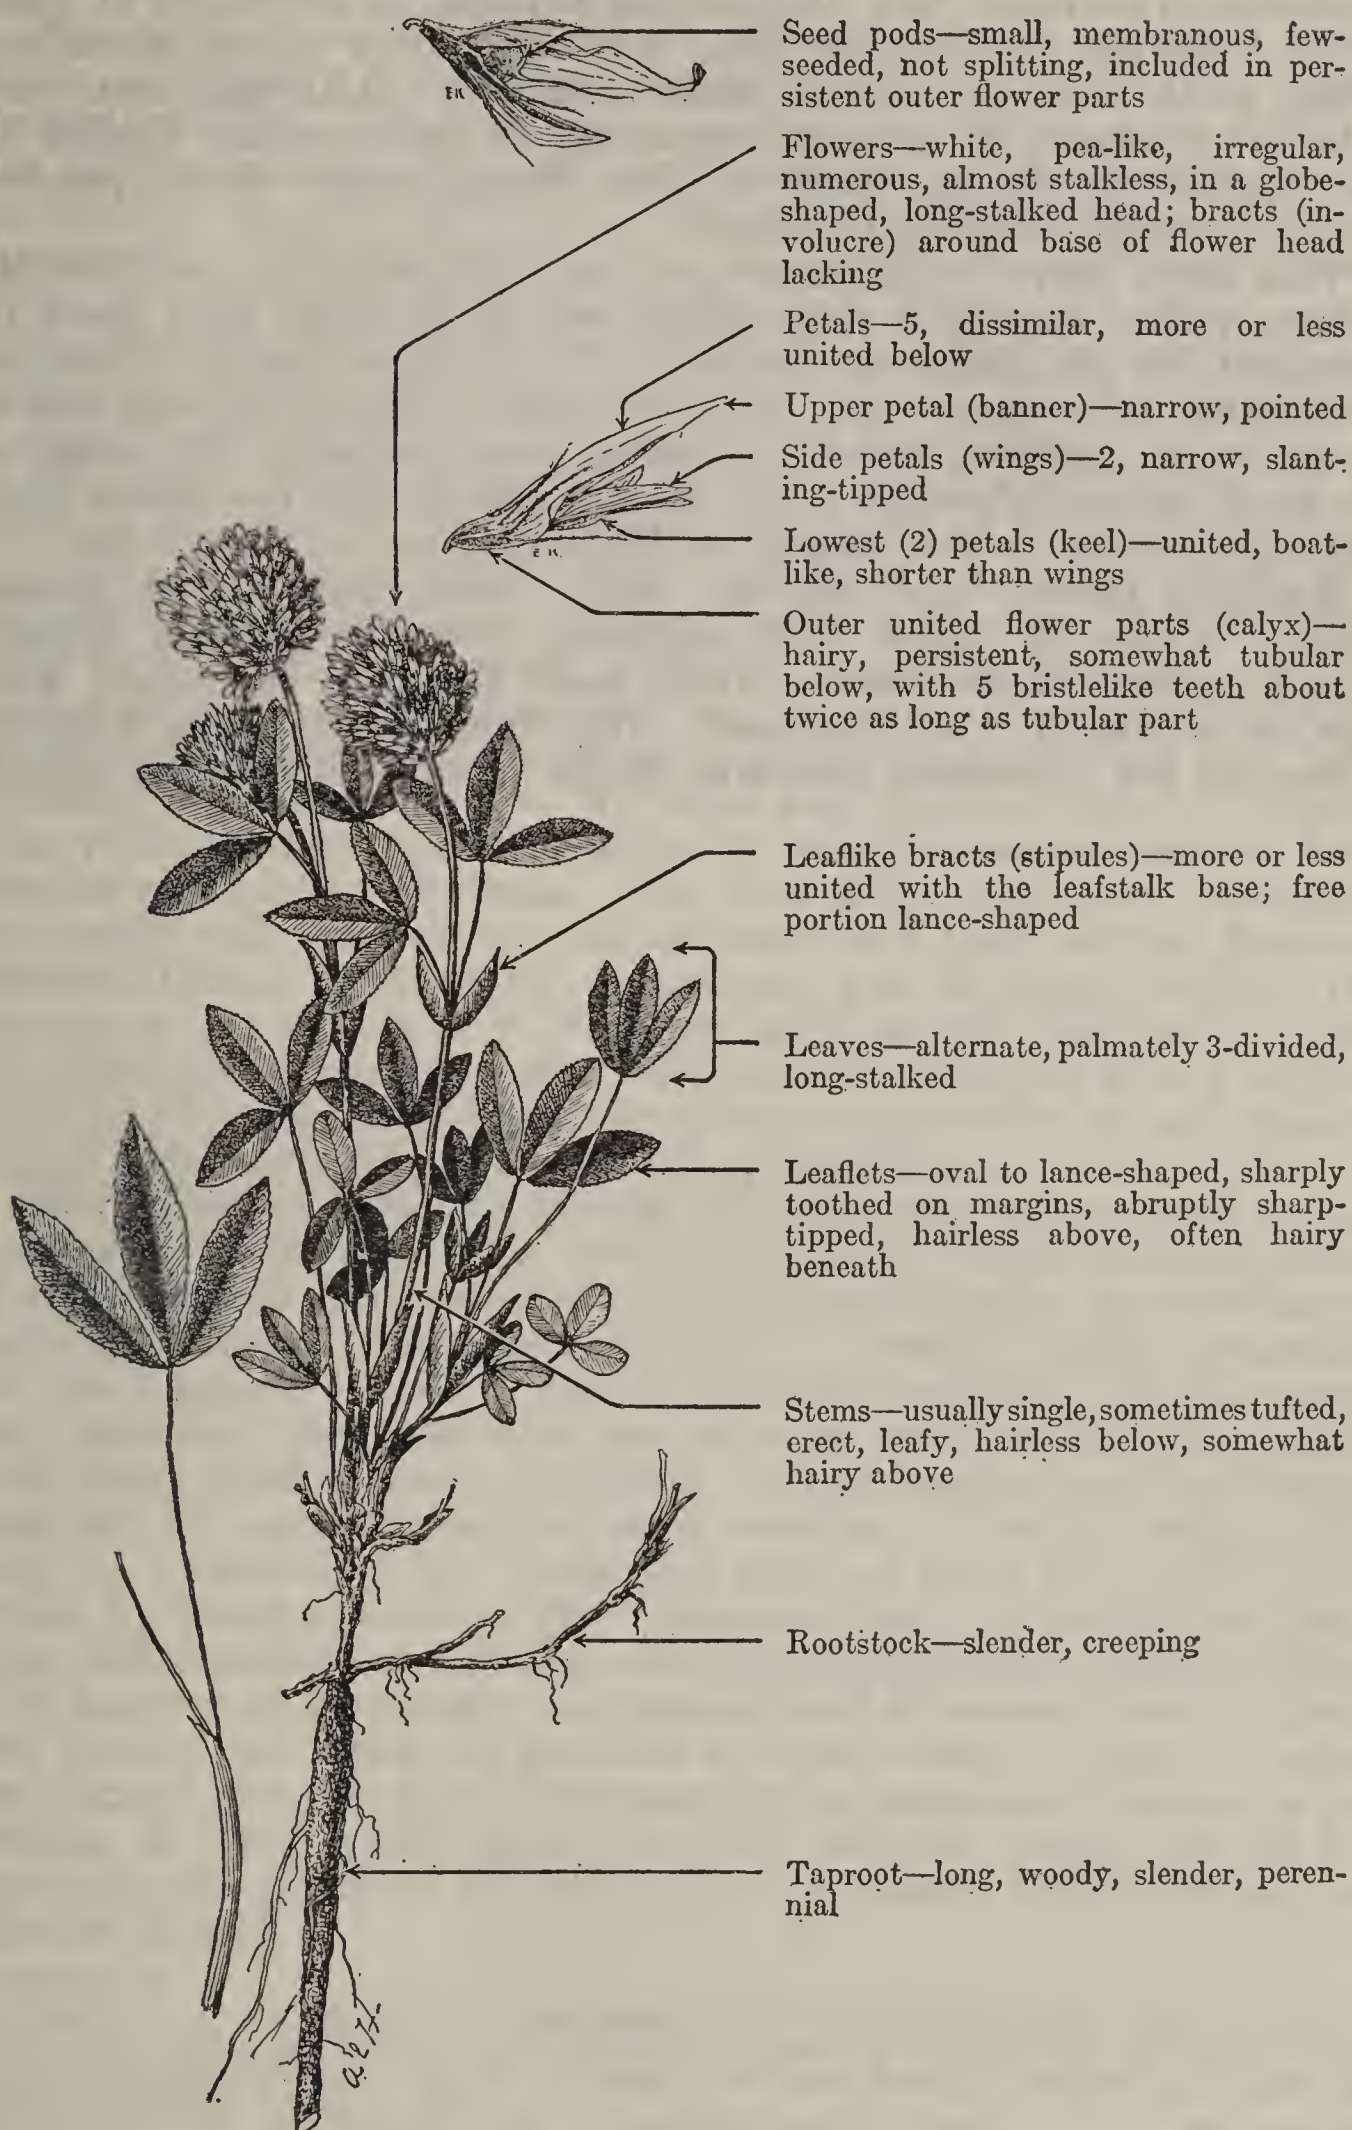 Seed pods—small, membranous, few-
seeded, not splitting, included in per-
sistent outer flower parts
EH
Flowers—white, pea-like, irregular,
numerous, almost stalkless, in a globe-
shaped, long-stalked head; bracts (in-
volucre) around base of flower head
lacking
Petals—5, dissimilar, more or less
united below
Upper petal (banner)—narrow, pointed
Side petals (wings)—2, narrow, slant-
ing-tipped
Lowest (2) petals (keel)—united, boat-
like, shorter than wings
E H.
Outer united flower parts (calyx)—
hairy, persistent, somewhat tubular
below, with 5 bristlelike teeth about
twice as long as tubular part
Leaflike bracts (stipules)—more or less
united with the leafstalk base; free
portion lance-shaped
Leaves—alternate, palmately 3-divided,
long-stalked
Leaflets—oval to lance-shaped, sharply
toothed on margins, abruptly sharp-
tipped, hairless above, often hairy
beneath
Stems—usually single, sometimes tufted,
erect, leafy, hairless below, somewhat
hairy above
Rootstock—slender, creeping
Taproot—long, woody, slender, peren-
nial